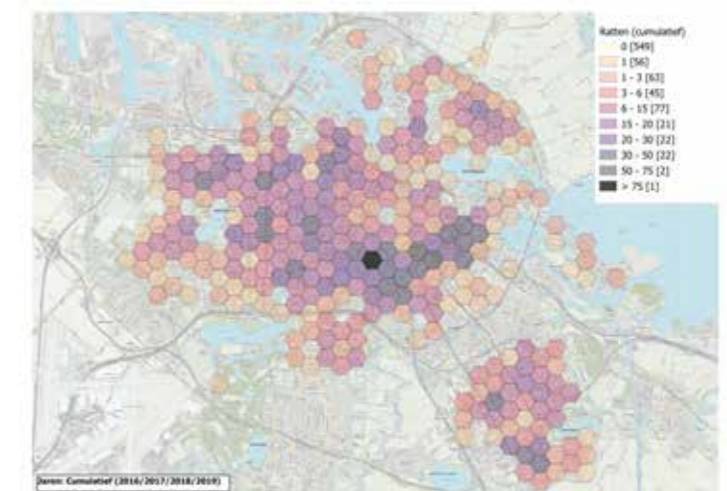 Ratten (cumulatief)
0 [549]
1 [56]
1 - 3 [63]
3 - 6 [45]
6 - 15 [77]
15 - 20 [21]
20 - 30 [22]
30 - 50 [22]
50 - 75 [2]
> 75 [1]
Jaren: Cumulatief (2016/2017/2018/2019)